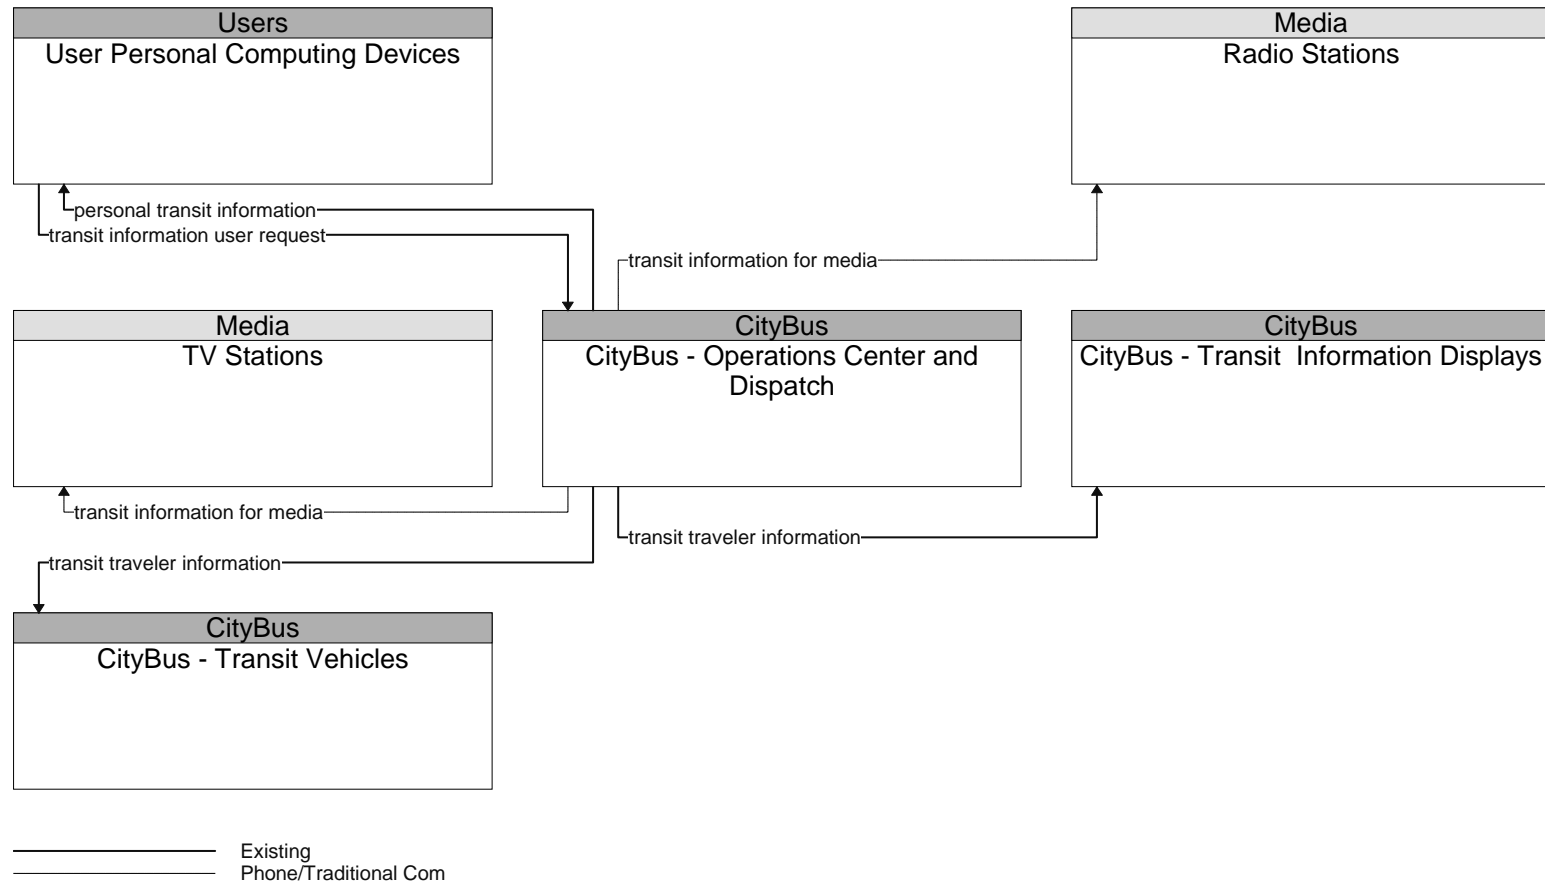 Users
User Personal Computing Devices
Media
Radio Stations
personal transit information
transit information user request
transit information for media
Media
TV Stations
CityBus
CityBus - Operations Center and
Dispatch
CityBus
CityBus - Transit  Information Displays
transit information for media
transit traveler information
transit traveler information
CityBus
CityBus - Transit Vehicles
Existing
Phone/Traditional Com